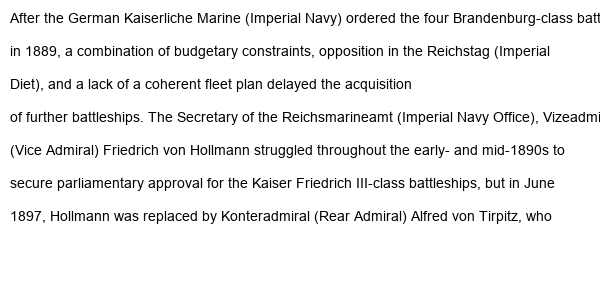 After the German Kaiserliche Marine (Imperial Navy) ordered the four Brandenburg-class
in 1889, a combination of budgetary constraints, opposition in the Reichstag (Imperial
Diet), and a lack of a coherent fleet plan delayed the acquisition
of further battleships. The Secretary of the Reichsmarineamt (Imperial Navy Office),
(Vice Admiral) Friedrich von Hollmann struggled throughout the early- and mid-1890s to
secure parliamentary approval for the Kaiser Friedrich III-class battleships, but in June
1897, Hollmann was replaced by Konteradmiral (Rear Admiral) Alfred von Tirpitz, who